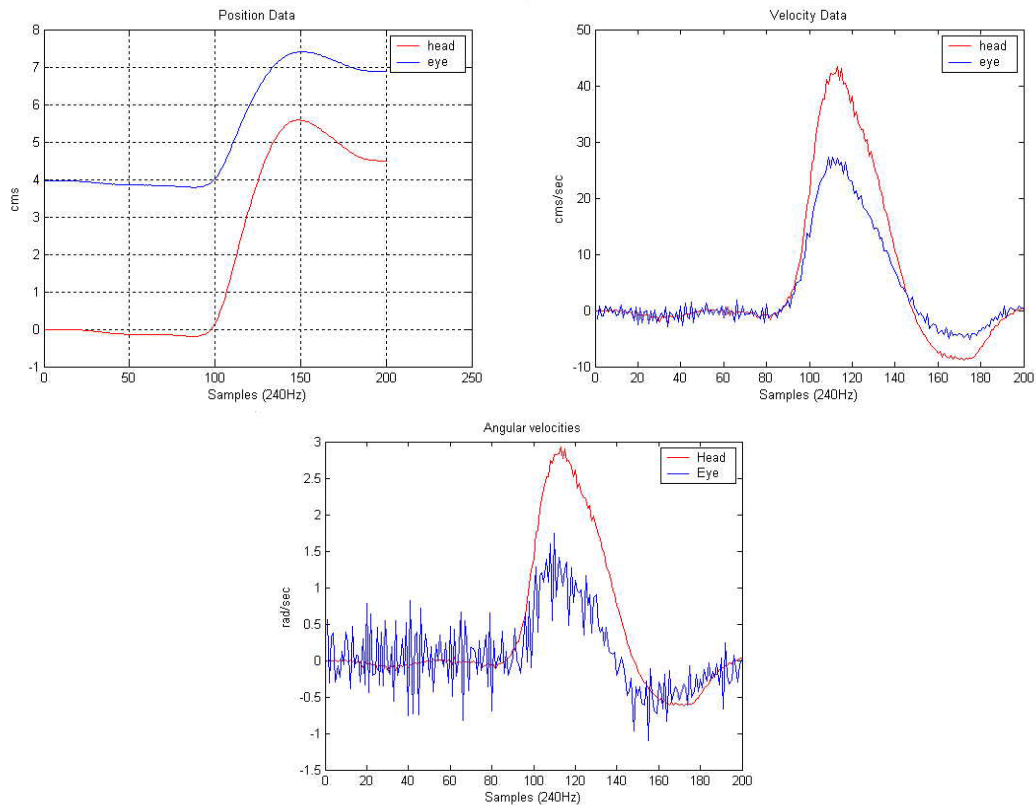 Position Data
8
7
6
5
4
3
2
1
0
-1
cms
head
eye
0 50 100 150 200 250
Samples (240Hz)
Velocity Data
50
40
30
20
10
0
-10
cms/sec
head
eye
0 20 40 60 80 100 120 140 160 180 200
Samples (240Hz)
Angular velocities
3
2.5
2
1.5
1
0.5
0
-0.5
-1
-1.5
rad/sec
Head
Eye
0 20 40 60 80 100 120 140 160 180 200
Samples (240Hz)